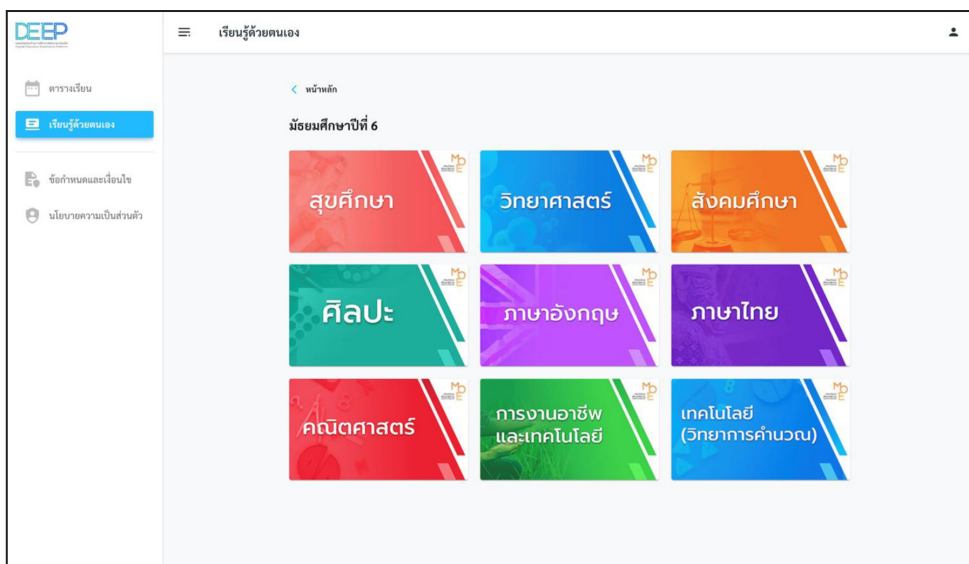 DEEP
เรียนรู้ด้วยตนเอง
ตารางเรียน
เรียนรู้ด้วยตนเอง
ข้อกำหนดและเงื่อนไข
นโยบายความเป็นส่วนตัว
หน้าหลัก
มัธยมศึกษาปีที่ 6
สุขศึกษา
วิทยาศาสตร์
สังคมศึกษา
ศิลปะ
ภาษาอังกฤษ
ภาษาไทย
คณิตศาสตร์
การงานอาชีพ
และเทคโนโลยี
เทคโนโลยี
(วิทยาการคำนวณ)